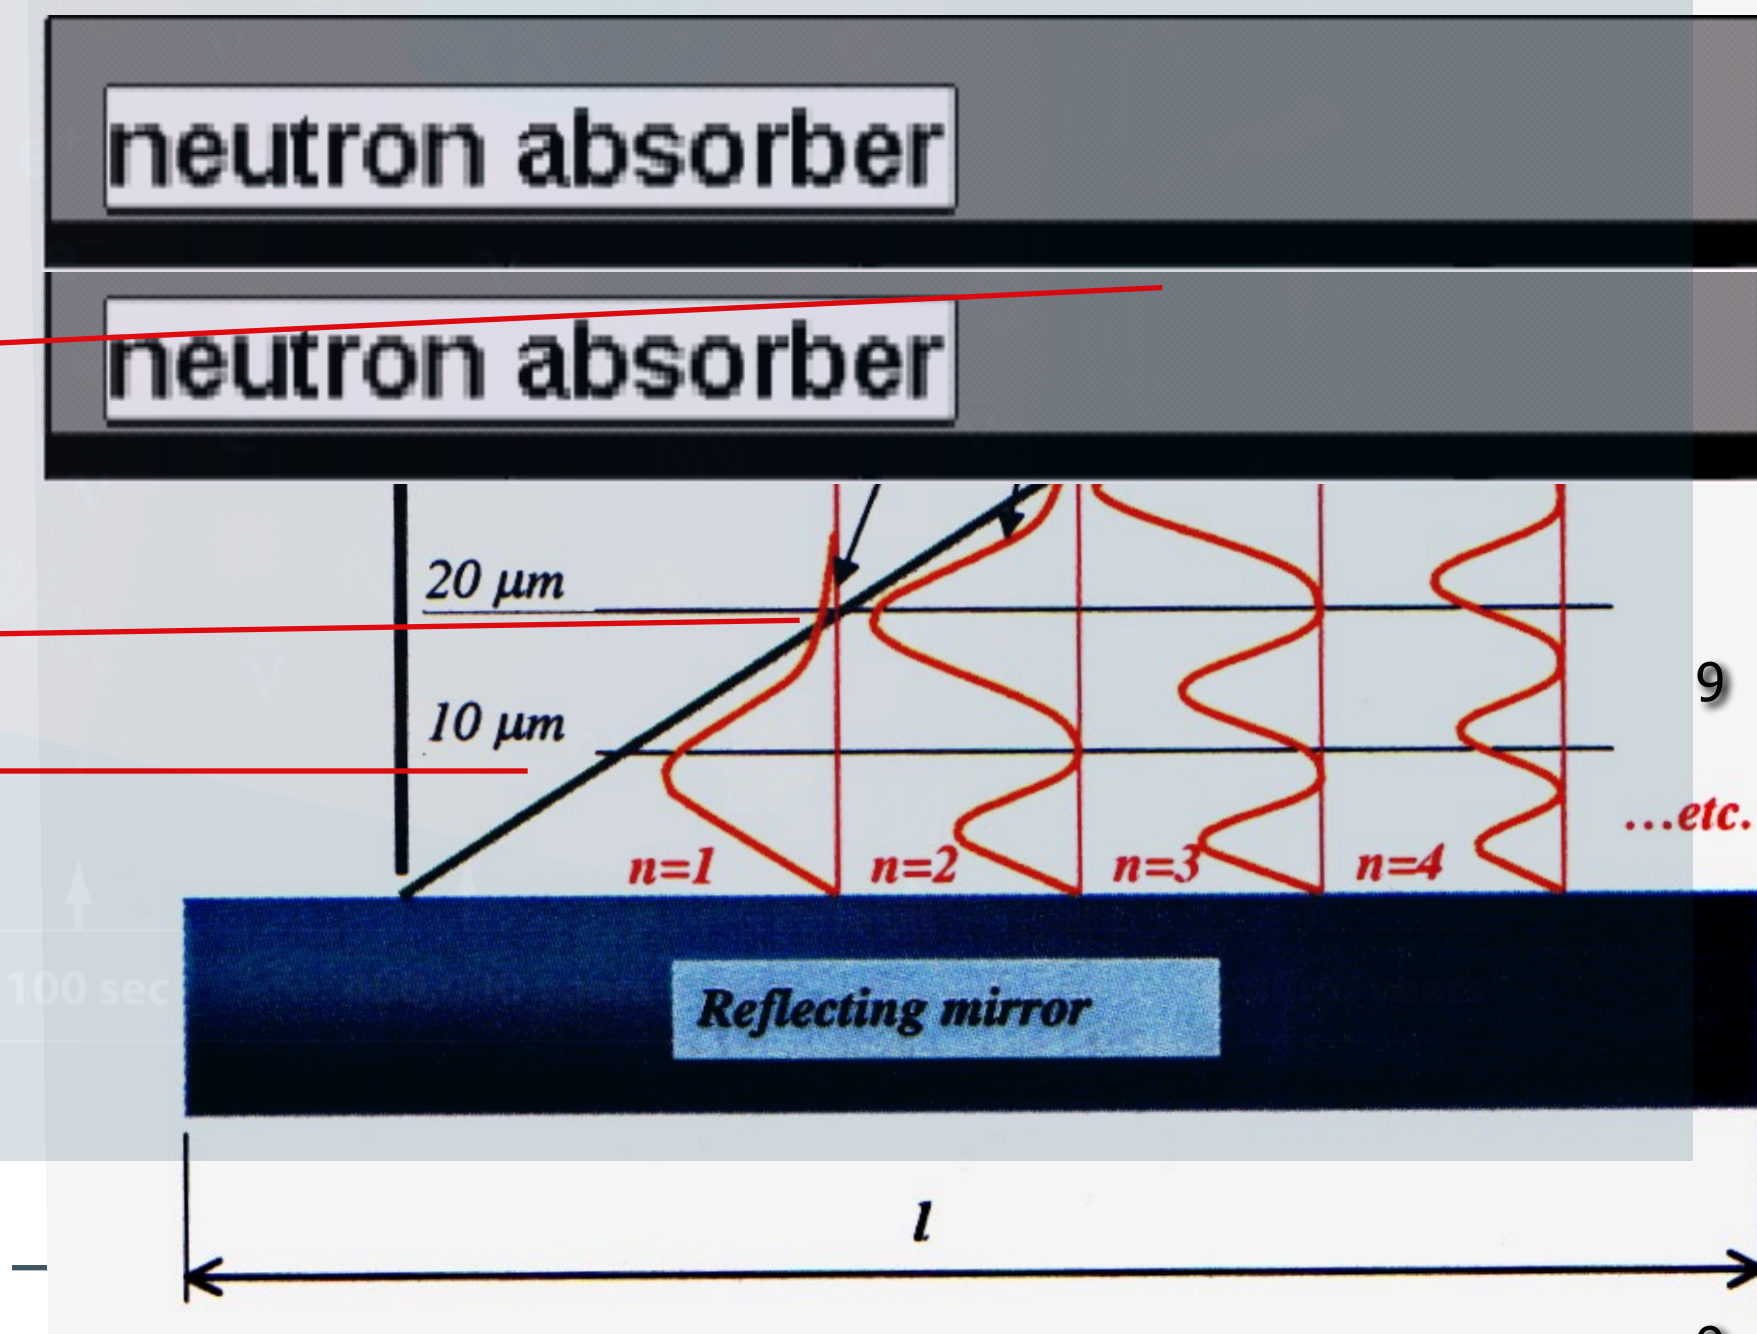 neutron absorber
neutron absorber
20 μm
10 μm
9
…etc.
n=1 n=2 n=3 n=4
100 sec
Reflecting mirror
l